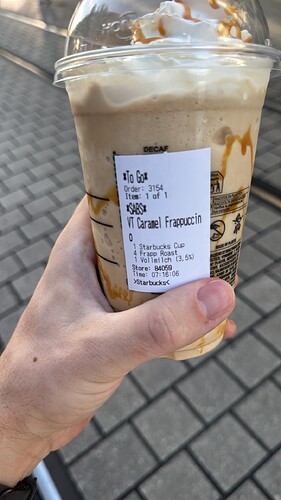 DECAF
*To Go*
Order: 3154
Item: 1 of 1
*SABS*
VT Caramel Frappuccin
o
1 Starbucks Cup
4 Frapp Roast
1 Vollmilch (3,5%)
Store: 84059
Time: 07:16:06
>Starbucks<